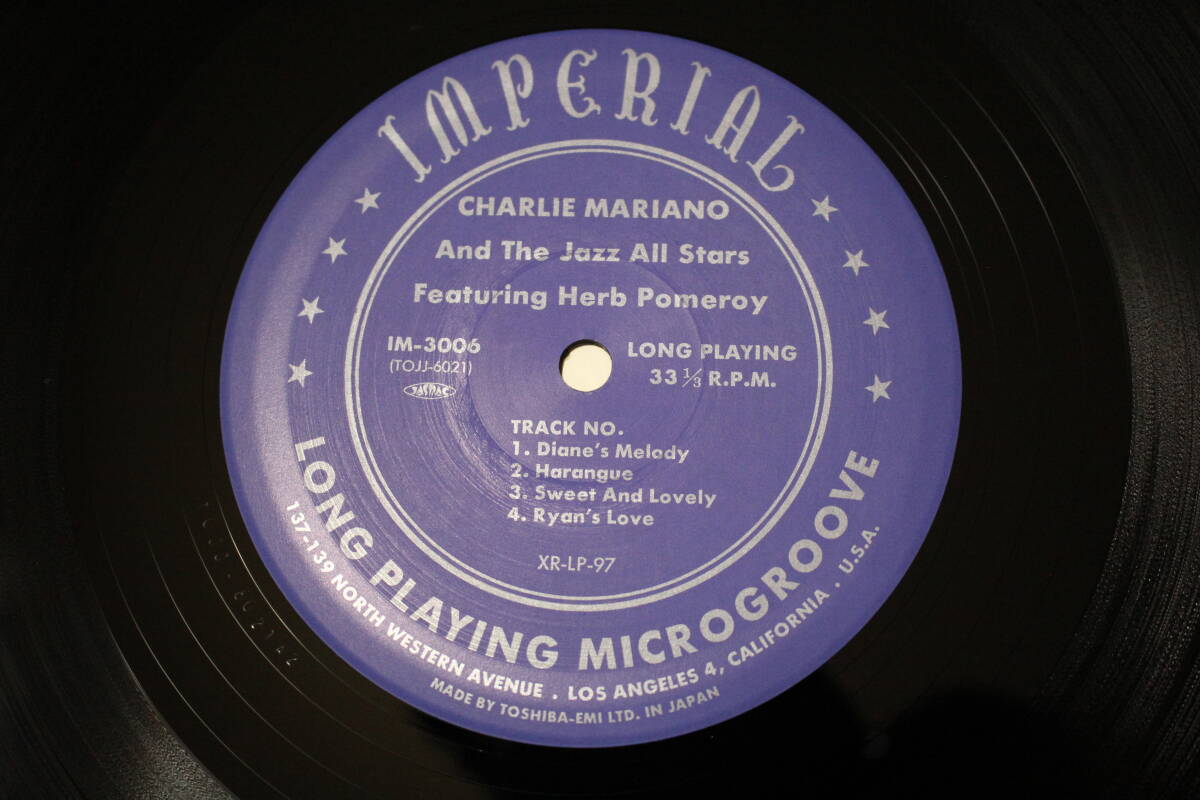 IMPERIAL
CHARLIE MARIANO
And The Jazz All Stars
Featuring Herb Pomeroy
IM-3006
(TOJJ-6021)
JASRAC
LONG PLAYING
33 1/3 R.P.M.
TRACK NO.
1. Diane's Melody
2. Harangue
3. Sweet And Lovely
4. Ryan's Love
XR-LP-97
LONG PLAYING MICROGROOVE
137-139 NORTH WESTERN AVENUE . LOS ANGELES 4, CALIFORNIA . U.S.A.
MADE BY TOSHIBA-EMI LTD. IN JAPAN